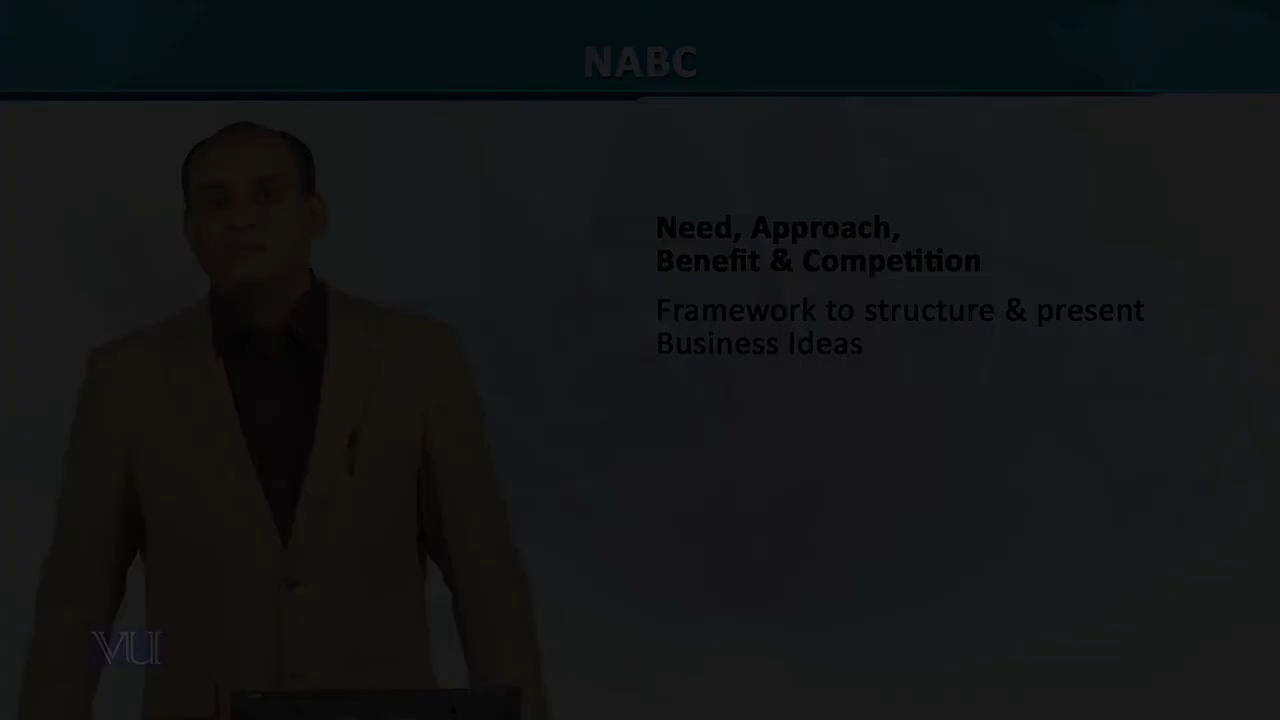 NABC
Need, Approach,
Benefit & Competition
Framework to structure & present
Business Ideas
VU